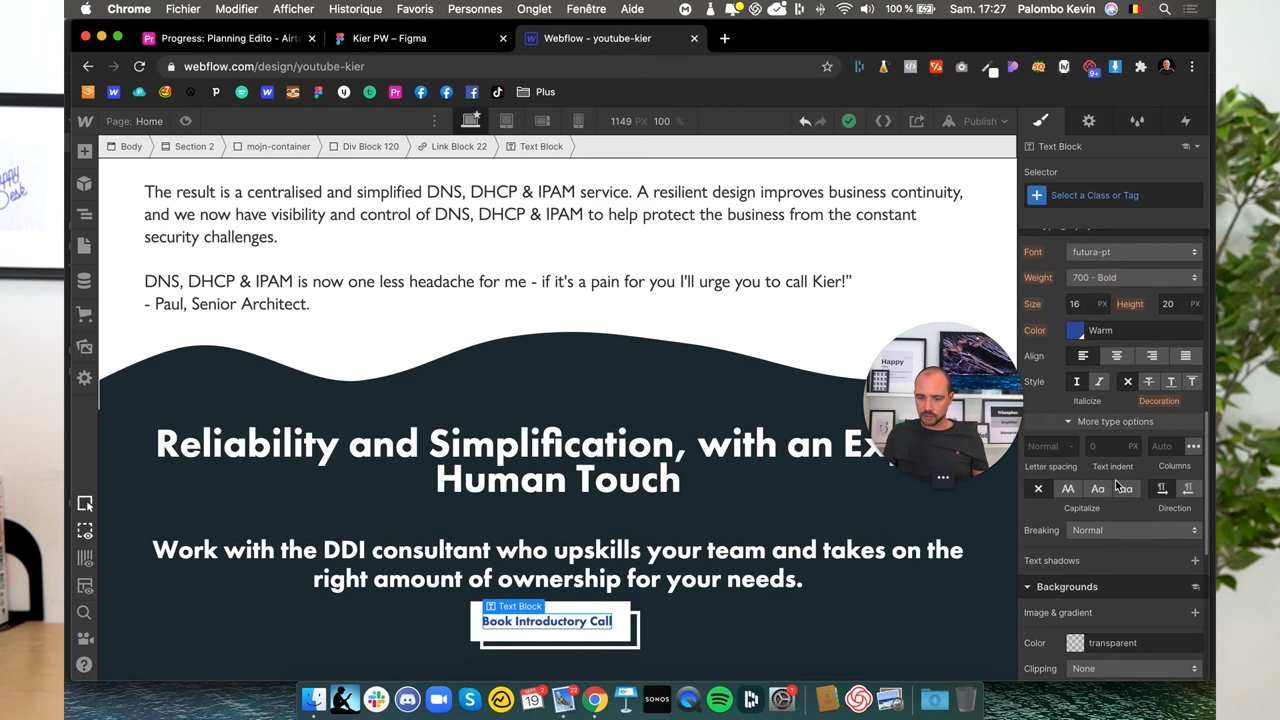 Chrome Fichier Modifier Afficher Historique Favoris Personnes Onglet Fenêtre Aide 100 % Sam. 17:27 Palombo Kevin
Progress: Planning Edito - Airta
Kier PW – Figma
Webflow - youtube-kier
webflow.com/design/youtube-kier
9+
Plus
Page: Home
1149 PX 100 %
Publish
Body Section 2 mojn-container Div Block 120 Link Block 22 Text Block
Text Block
Selector
Select a Class or Tag
The result is a centralised and simplified DNS, DHCP & IPAM service. A resilient design improves business continuity,
and we now have visibility and control of DNS, DHCP & IPAM to help protect the business from the constant
security challenges.
DNS, DHCP & IPAM is now one less headache for me - if it's a pain for you I'll urge you to call Kier!”
- Paul, Senior Architect.
Reliability and Simplification, with an Ex
Human Touch
Work with the DDI consultant who upskills your team and takes on the
right amount of ownership for your needs.
Text Block
Book Introductory Call
Font futura-pt
Weight 700 - Bold
Size 16 PX Height 20 PX
Color Warm
Align
Style
Italicize Decoration
More type options
Normal 0 PX Auto
Letter spacing Text indent Columns
AA Aa aa
Capitalize Direction
Breaking Normal
Text shadows
Backgrounds
Image & gradient
Color transparent
Clipping None
Happy
SONOS